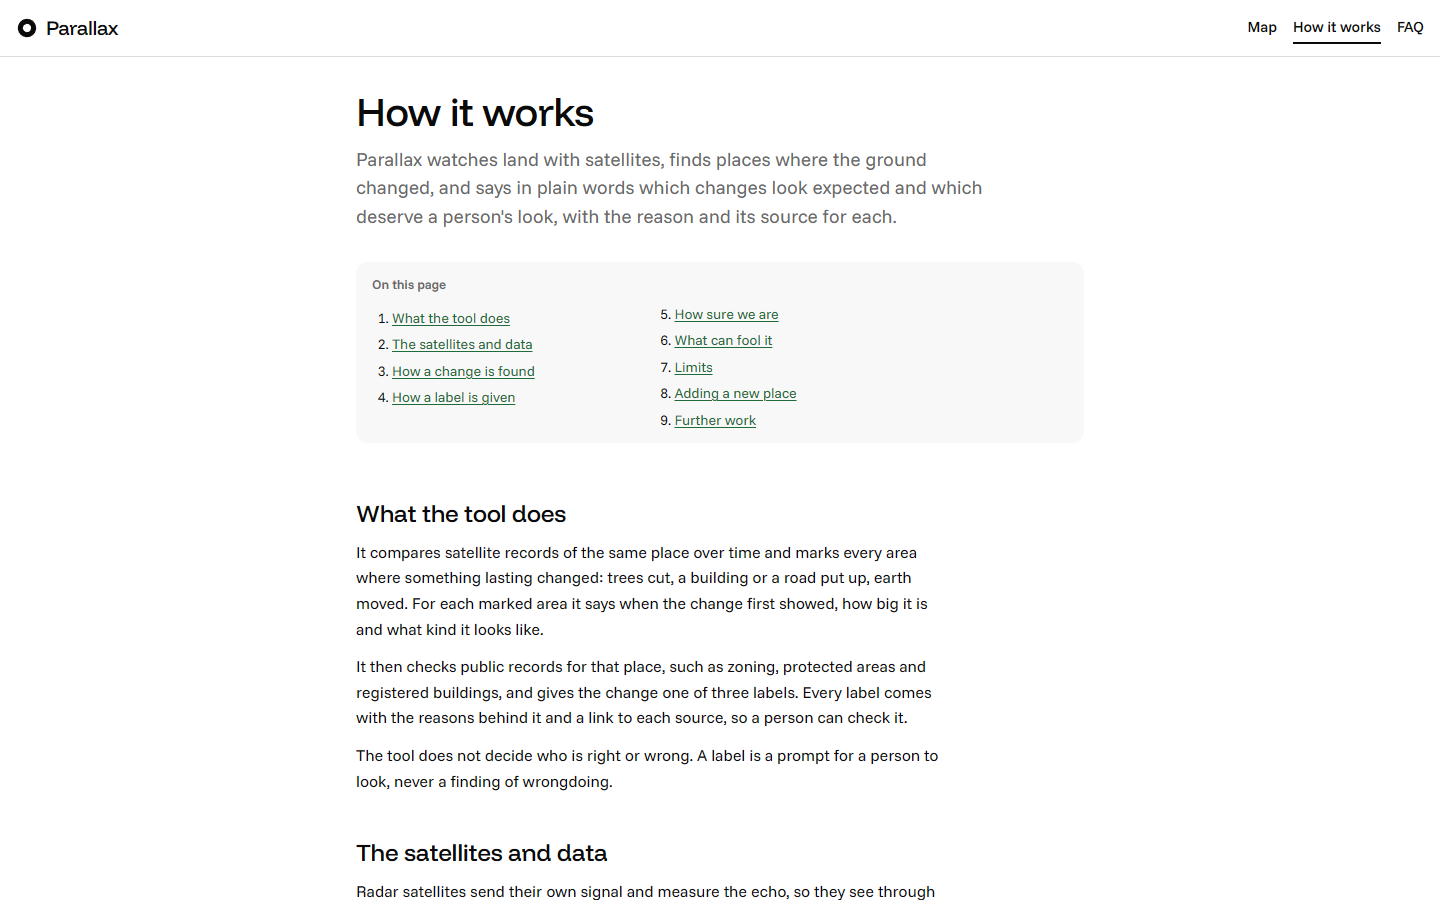 Parallax
Map
How it works
FAQ
How it works
Parallax watches land with satellites, finds places where the ground
changed, and says in plain words which changes look expected and which
deserve a person's look, with the reason and its source for each.
On this page
1. What the tool does
2. The satellites and data
3. How a change is found
4. How a label is given
5. How sure we are
6. What can fool it
7. Limits
8. Adding a new place
9. Further work
What the tool does
It compares satellite records of the same place over time and marks every area
where something lasting changed: trees cut, a building or a road put up, earth
moved. For each marked area it says when the change first showed, how big it is
and what kind it looks like.
It then checks public records for that place, such as zoning, protected areas and
registered buildings, and gives the change one of three labels. Every label comes
with the reasons behind it and a link to each source, so a person can check it.
The tool does not decide who is right or wrong. A label is a prompt for a person to
look, never a finding of wrongdoing.
The satellites and data
Radar satellites send their own signal and measure the echo, so they see through